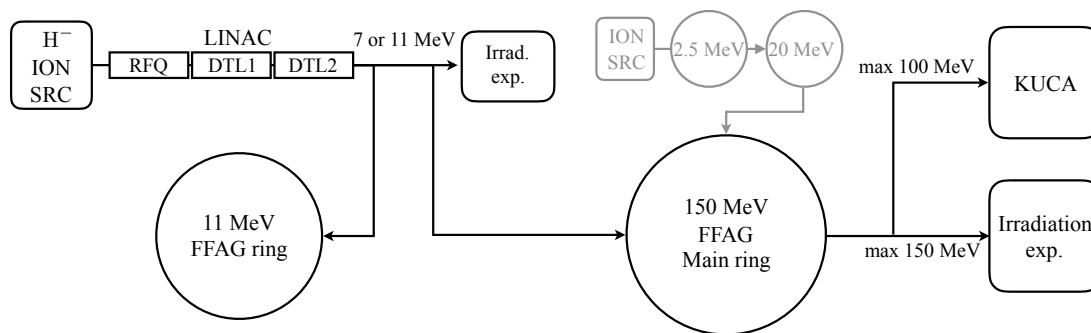 H⁻
ION
SRC
LINAC
RFQ
DTL1
DTL2
7 or 11 MeV
Irrad.
exp.
ION
SRC
2.5 MeV
20 MeV
max 100 MeV
KUCA
11 MeV
FFAG ring
150 MeV
FFAG
Main ring
max 150 MeV
Irradiation
exp.